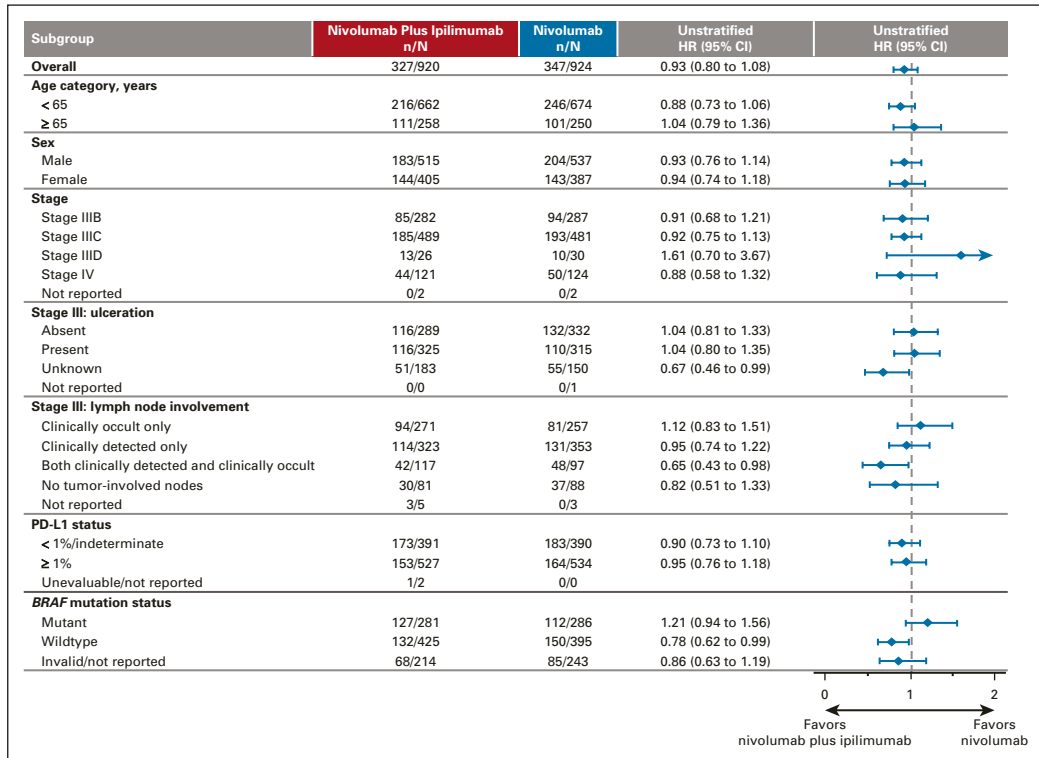 Subgroup Nivolumab Plus Ipilimumab n/N Nivolumab n/N Unstratified HR (95% CI) Unstratified HR (95% CI)
Overall 327/920 347/924 0.93 (0.80 to 1.08)
Age category, years
< 65 216/662 246/674 0.88 (0.73 to 1.06)
≥ 65 111/258 101/250 1.04 (0.79 to 1.36)
Sex
Male 183/515 204/537 0.93 (0.76 to 1.14)
Female 144/405 143/387 0.94 (0.74 to 1.18)
Stage
Stage IIIB 85/282 94/287 0.91 (0.68 to 1.21)
Stage IIIC 185/489 193/481 0.92 (0.75 to 1.13)
Stage IIID 13/26 10/30 1.61 (0.70 to 3.67)
Stage IV 44/121 50/124 0.88 (0.58 to 1.32)
Not reported 0/2 0/2
Stage III: ulceration
Absent 116/289 132/332 1.04 (0.81 to 1.33)
Present 116/325 110/315 1.04 (0.80 to 1.35)
Unknown 51/183 55/150 0.67 (0.46 to 0.99)
Not reported 0/0 0/1
Stage III: lymph node involvement
Clinically occult only 94/271 81/257 1.12 (0.83 to 1.51)
Clinically detected only 114/323 131/353 0.95 (0.74 to 1.22)
Both clinically detected and clinically occult 42/117 48/97 0.65 (0.43 to 0.98)
No tumor-involved nodes 30/81 37/88 0.82 (0.51 to 1.33)
Not reported 3/5 0/3
PD-L1 status
< 1%/indeterminate 173/391 183/390 0.90 (0.73 to 1.10)
≥ 1% 153/527 164/534 0.95 (0.76 to 1.18)
Unevaluable/not reported 1/2 0/0
BRAF mutation status
Mutant 127/281 112/286 1.21 (0.94 to 1.56)
Wildtype 132/425 150/395 0.78 (0.62 to 0.99)
Invalid/not reported 68/214 85/243 0.86 (0.63 to 1.19)
0 1 2
Favors nivolumab plus ipilimumab Favors nivolumab